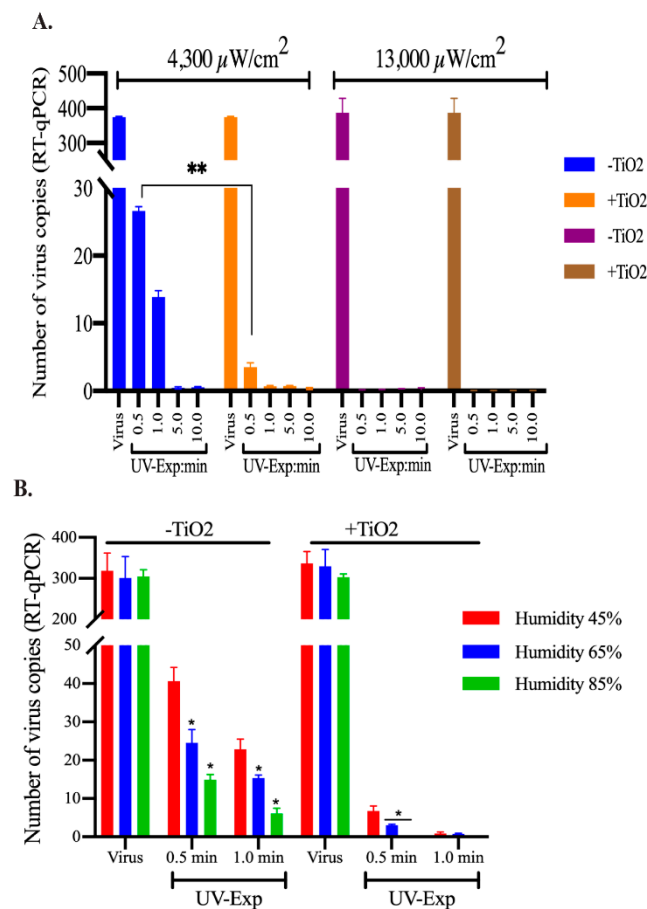 A.
4,300 µW/cm²
13,000 µW/cm²
Number of virus copies (RT-qPCR)
500
400
300
30
20
10
0
**
-TiO2
+TiO2
-TiO2
+TiO2
Virus 0.5 1.0 5.0 10.0 Virus 0.5 1.0 5.0 10.0 Virus 0.5 1.0 5.0 10.0 Virus 0.5 1.0 5.0 10.0
UV-Exp:min UV-Exp:min UV-Exp:min UV-Exp:min
B.
-TiO2 +TiO2
Number of virus copies (RT-qPCR)
400
300
200
50
40
30
20
10
0
* * * * *
Humidity 45%
Humidity 65%
Humidity 85%
Virus 0.5 min 1.0 min Virus 0.5 min 1.0 min
UV-Exp UV-Exp